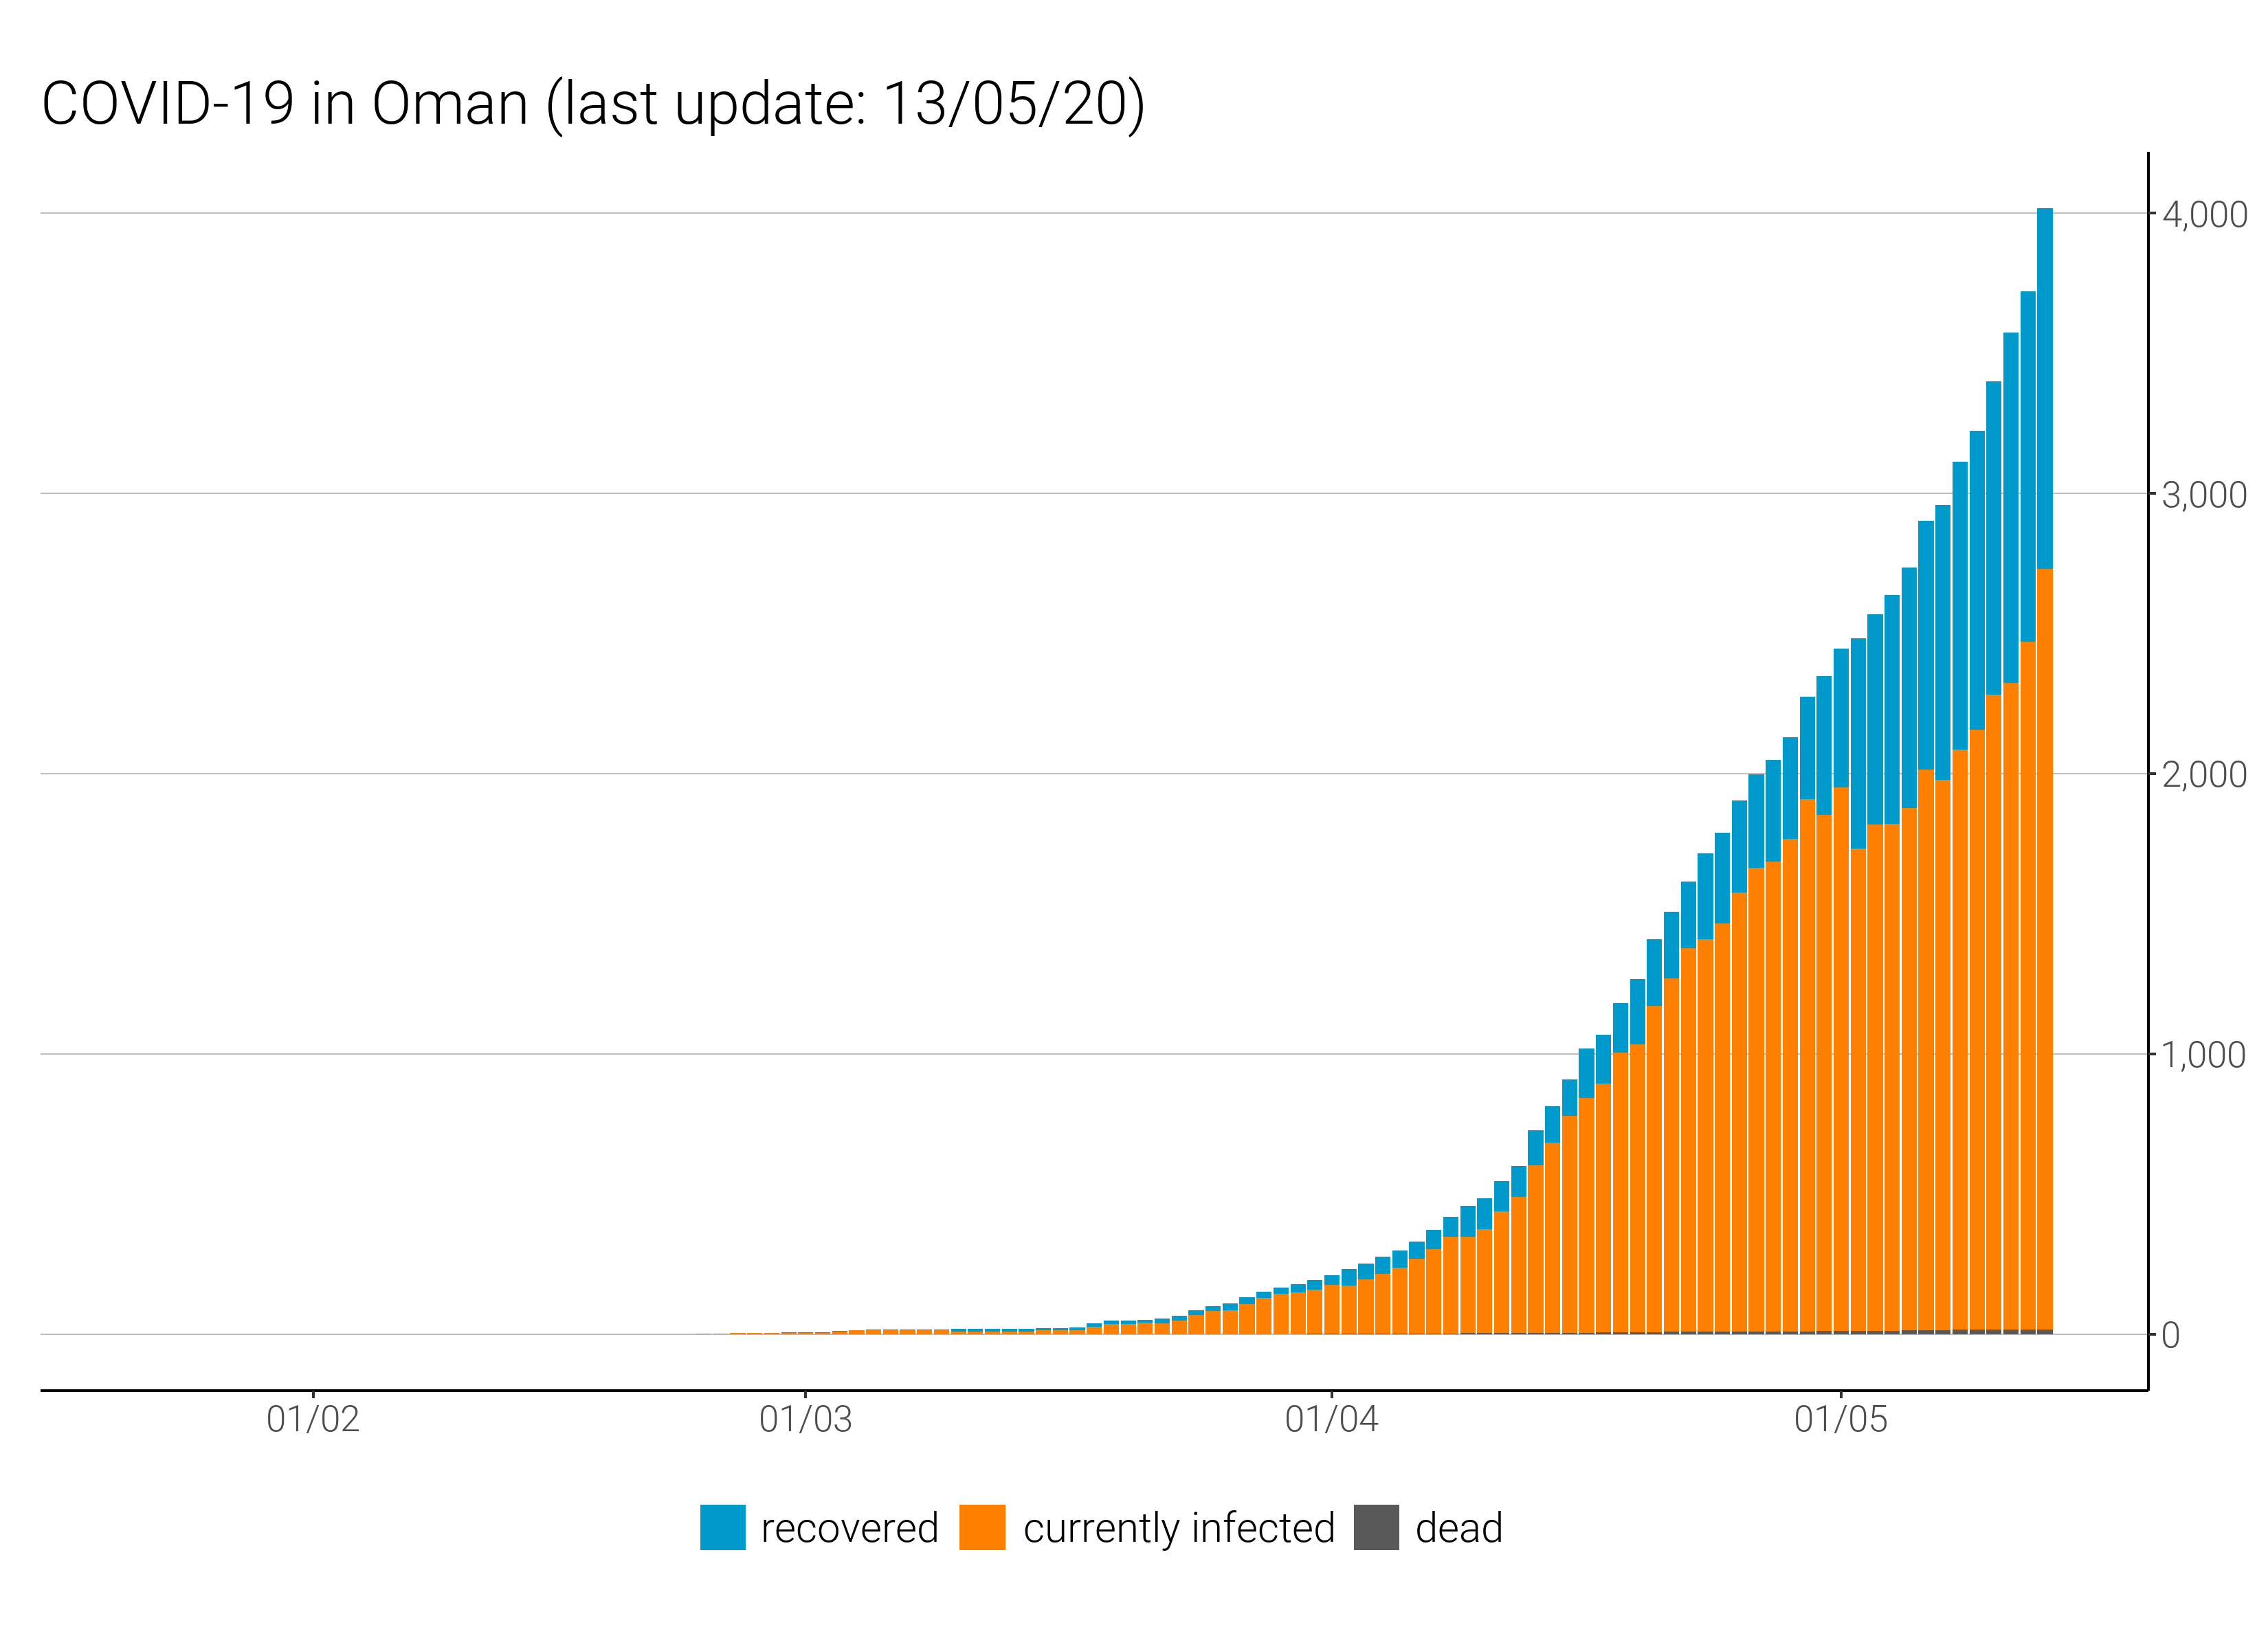 COVID-19 in Oman (last update: 13/05/20)
4,000
3,000
2,000
1,000
0
01/02 01/03 01/04 01/05
recovered currently infected dead